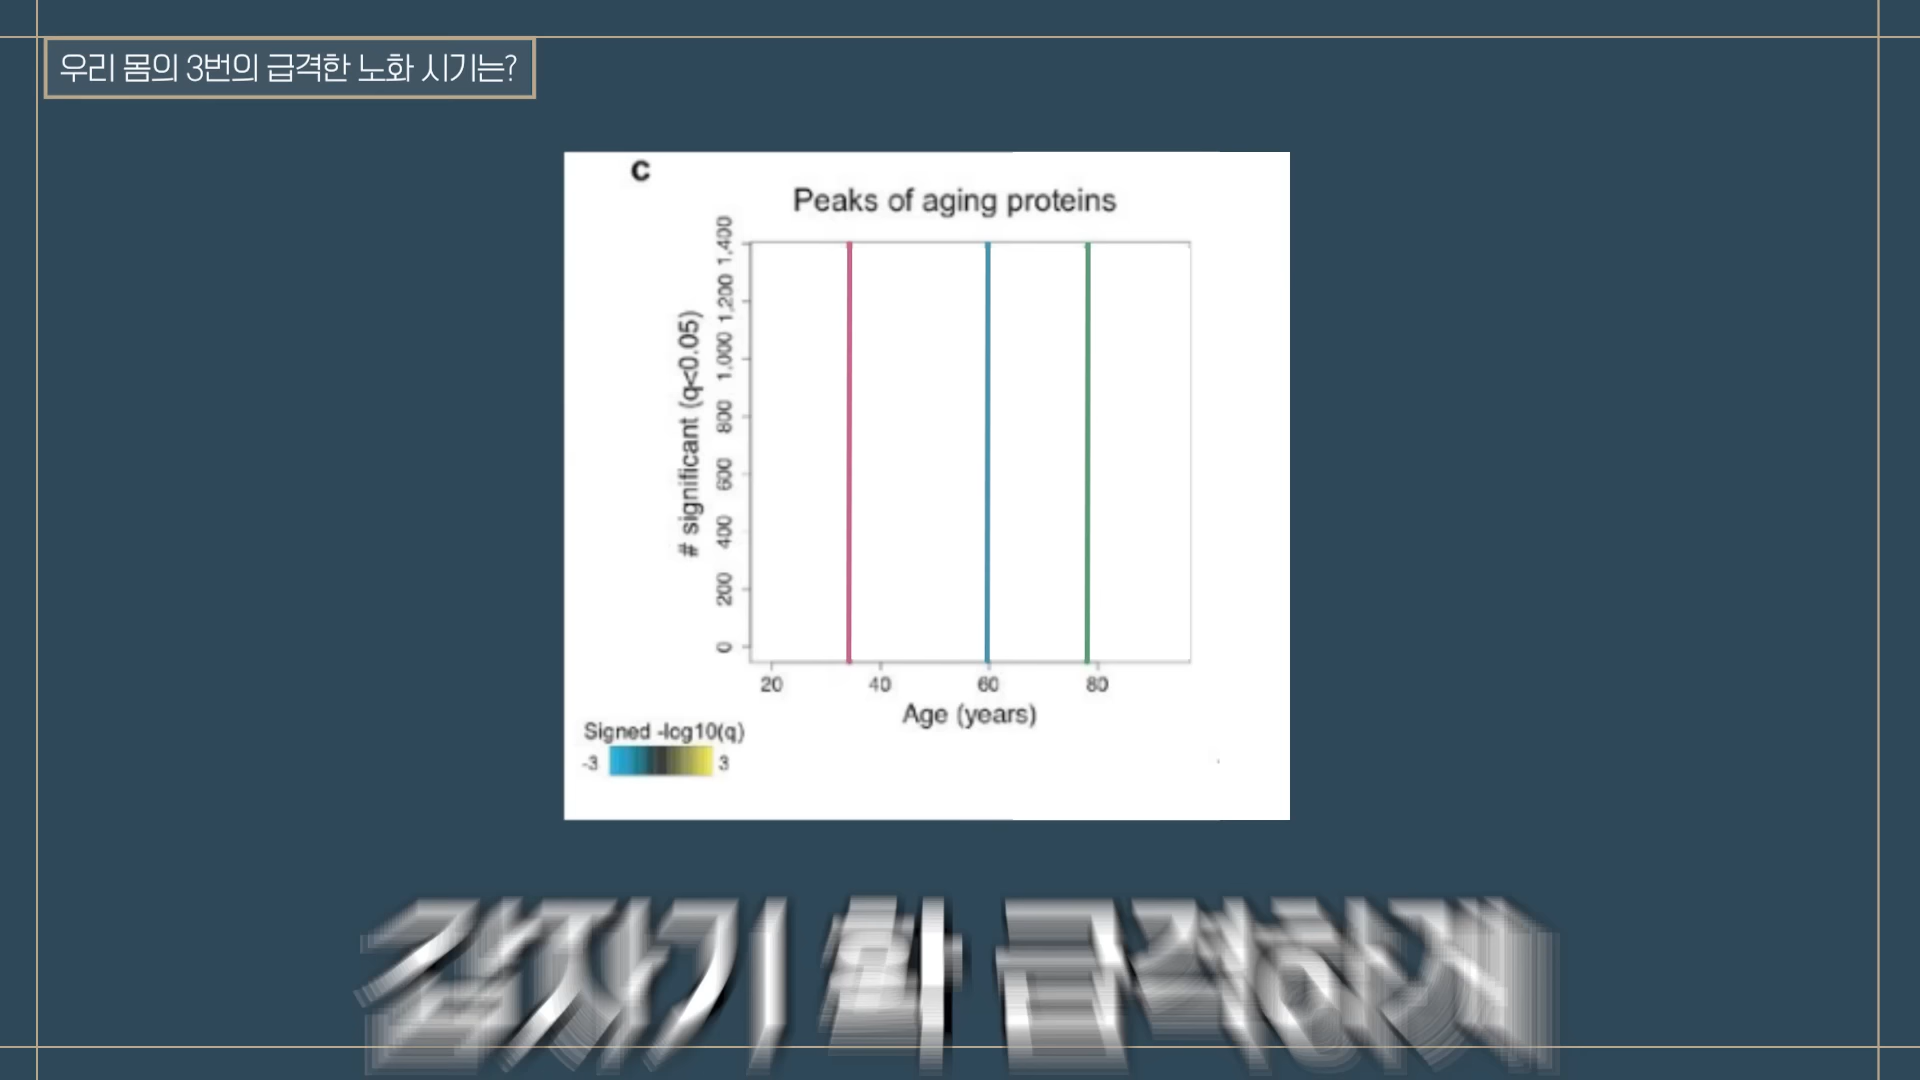 우리 몸의 3번의 급격한 노화 시기는?
c
Peaks of aging proteins
1,400
1,200
1,000
800
600
400
200
0
# significant (q<0.05)
20 40 60 80
Age (years)
Signed -log10(q)
-3 3
갑자기 확 급격하게